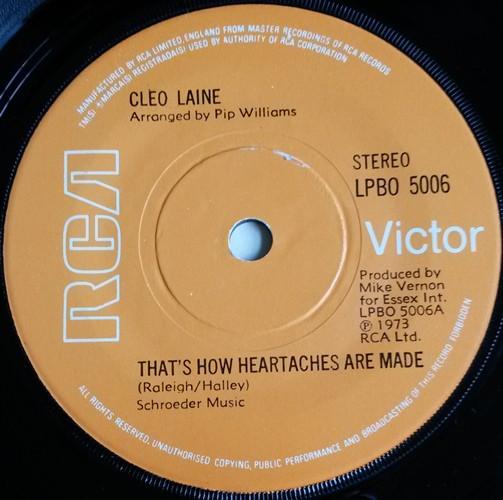 MANUFACTURED BY RCA LIMITED, ENGLAND FROM MASTER RECORDINGS OF RCA RECORDS
TM(S) ® MARCA(S) REGISTRADA(S) USED BY AUTHORITY OF RCA CORPORATION
CLEO LAINE
Arranged by Pip Williams
RCA
STEREO
LPBO 5006
Victor
Produced by
Mike Vernon
for Essex Int.
LPBO 5006A
℗ 1973
RCA Ltd.
THAT'S HOW HEARTACHES ARE MADE
(Raleigh/Halley)
Schroeder Music
ALL RIGHTS RESERVED. UNAUTHORISED COPYING, PUBLIC PERFORMANCE AND BROADCASTING OF THIS RECORD FORBIDDEN